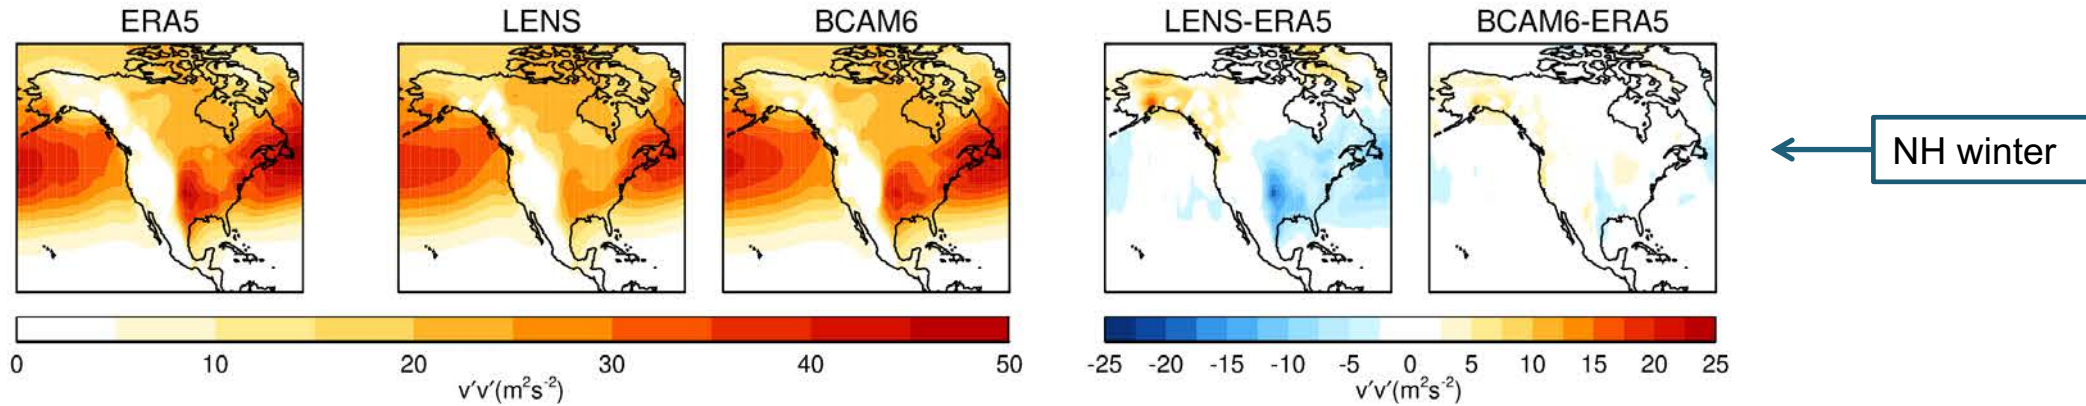 ERA5
LENS
BCAM6
LENS-ERA5
BCAM6-ERA5
NH winter
0 10 20 30 40 50
v'v'(m²s⁻²)
-25 -20 -15 -10 -5 0 5 10 15 20 25
v'v'(m²s⁻²)